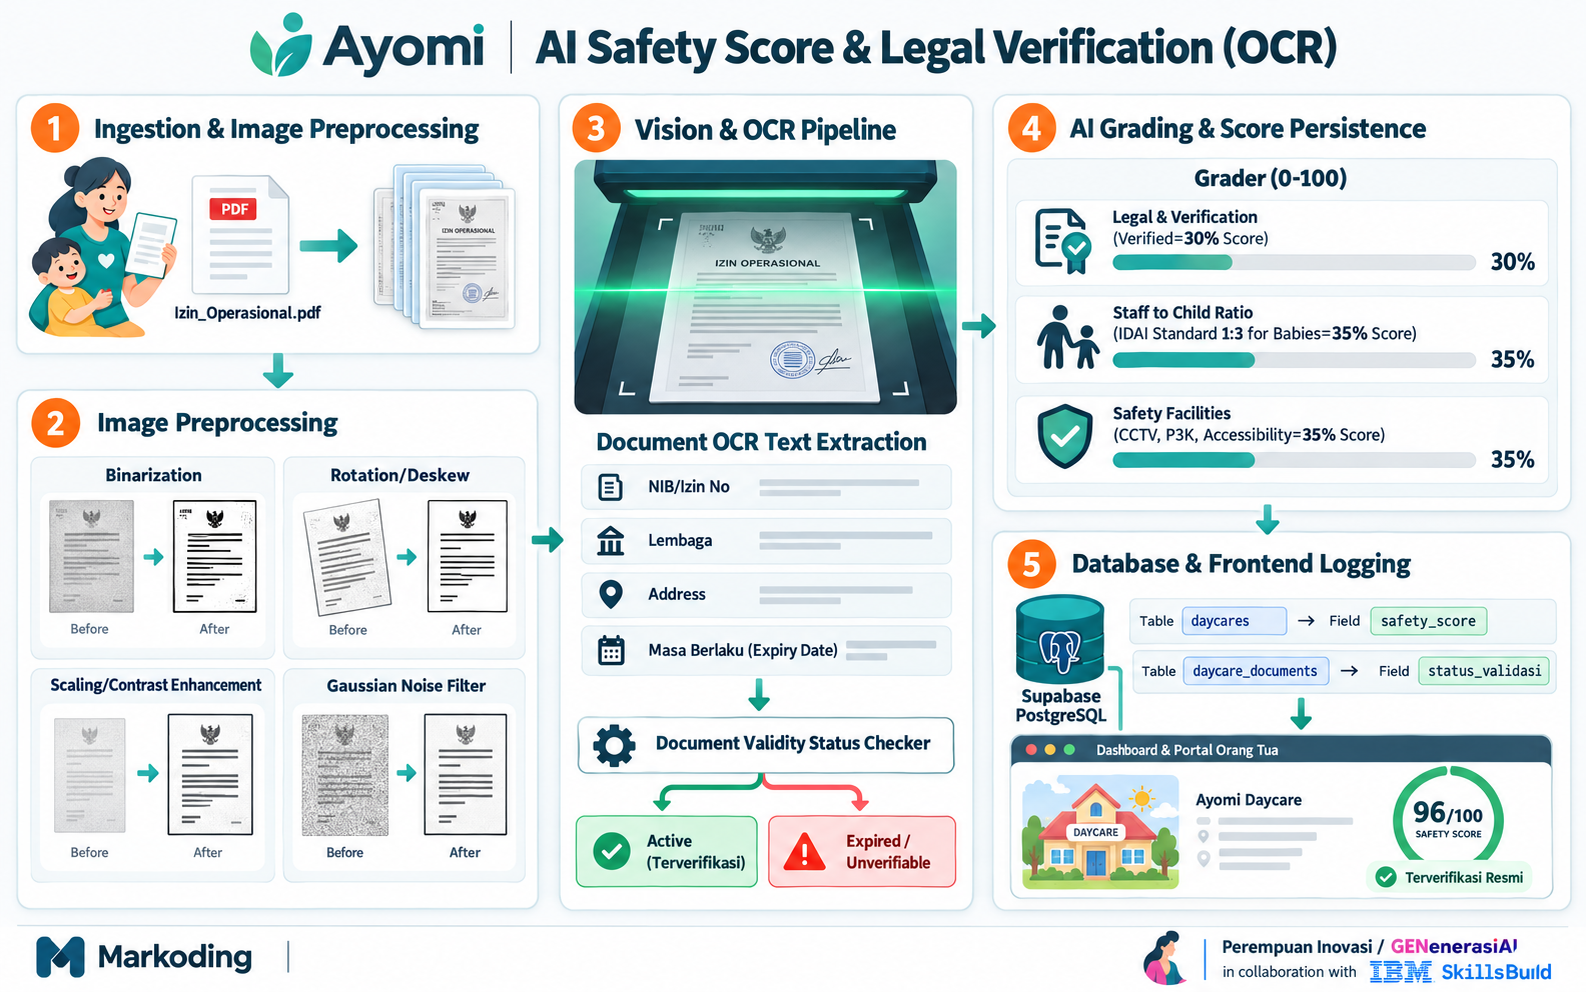 Ayomi
AI Safety Score & Legal Verification (OCR)
1
Ingestion & Image Preprocessing
PDF
Izin_Operasional.pdf
IZIN OPERASIONAL
2
Image Preprocessing
Binarization
Before
After
Rotation/Deskew
Before
After
Scaling/Contrast Enhancement
Before
After
Gaussian Noise Filter
Before
After
3
Vision & OCR Pipeline
IZIN OPERASIONAL
Document OCR Text Extraction
NIB/Izin No
Lembaga
Address
Masa Berlaku (Expiry Date)
Document Validity Status Checker
Active
(Terverifikasi)
Expired /
Unverifiable
4
AI Grading & Score Persistence
Grader (0-100)
Legal & Verification
(Verified=30% Score)
30%
Staff to Child Ratio
(IDAI Standard 1:3 for Babies=35% Score)
35%
Safety Facilities
(CCTV, P3K, Accessibility=35% Score)
35%
5
Database & Frontend Logging
Supabase
PostgreSQL
Table daycares → Field safety_score
Table daycare_documents → Field status_validasi
Dashboard & Portal Orang Tua
DAYCARE
Ayomi Daycare
96/100
SAFETY SCORE
Terverifikasi Resmi
Markoding
Perempuan Inovasi / GENenerasiAI
in collaboration with IBM SkillsBuild